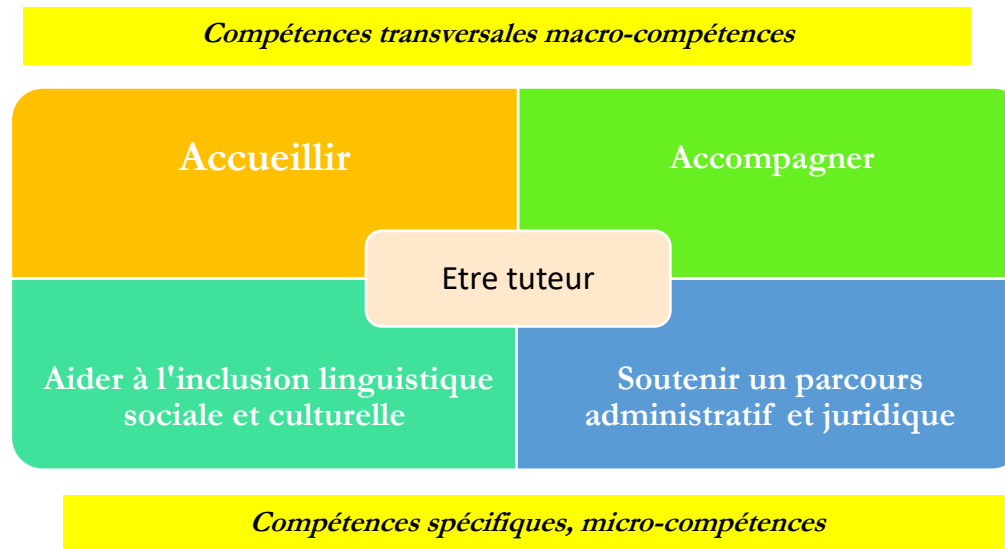 Compétences transversales macro-compétences
Accueillir
Accompagner
Etre tuteur
Aider à l'inclusion linguistique
sociale et culturelle
Soutenir un parcours
administratif et juridique
Compétences spécifiques, micro-compétences